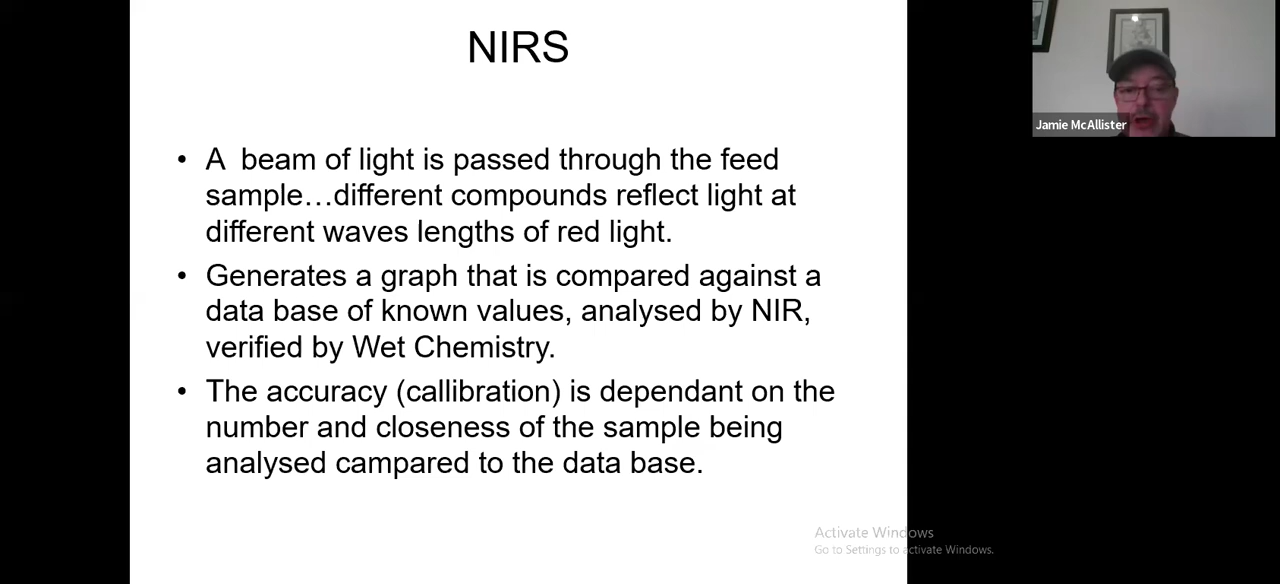 NIRS
• A  beam of light is passed through the feed
sample…different compounds reflect light at
different waves lengths of red light.
• Generates a graph that is compared against a
data base of known values, analysed by NIR,
verified by Wet Chemistry.
• The accuracy (callibration) is dependant on the
number and closeness of the sample being
analysed campared to the data base.
Jamie McAllister
Activate Windows
Go to Settings to activate Windows.